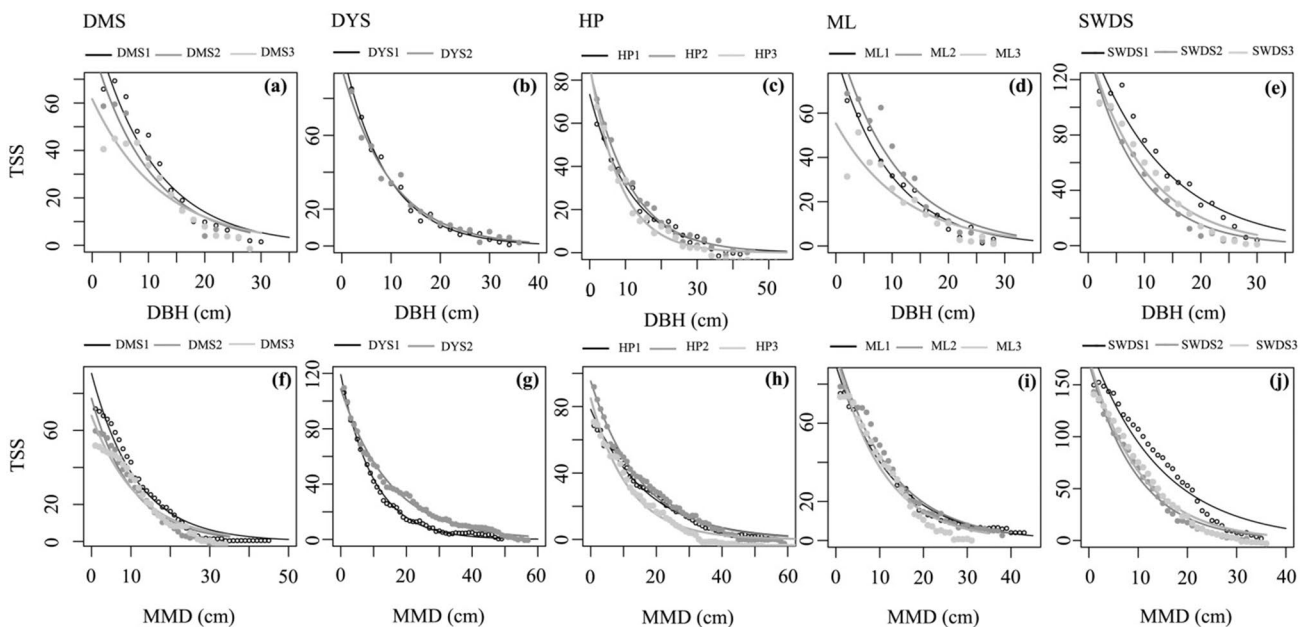 DMS DYS HP ML SWDS
DMS1 DMS2 DMS3 DYS1 DYS2 HP1 HP2 HP3 ML1 ML2 ML3 SWDS1 SWDS2 SWDS3
(a) (b) (c) (d) (e)
TSS
0 20 40 60
0 40 80
0 20 40 60 80
0 20 40 60
0 40 80 120
0 10 20 30
0 10 20 30 40
0 10 30 50
0 10 20 30
0 10 20 30
DBH (cm) DBH (cm) DBH (cm) DBH (cm) DBH (cm)
DMS1 DMS2 DMS3 DYS1 DYS2 HP1 HP2 HP3 ML1 ML2 ML3 SWDS1 SWDS2 SWDS3
(f) (g) (h) (i) (j)
TSS
0 20 40 60
0 40 80 120
0 40 80
0 20 60
0 50 100 150
0 10 30 50
0 20 40 60
0 20 40 60
0 10 20 30 40
0 10 20 30 40
MMD (cm) MMD (cm) MMD (cm) MMD (cm) MMD (cm)